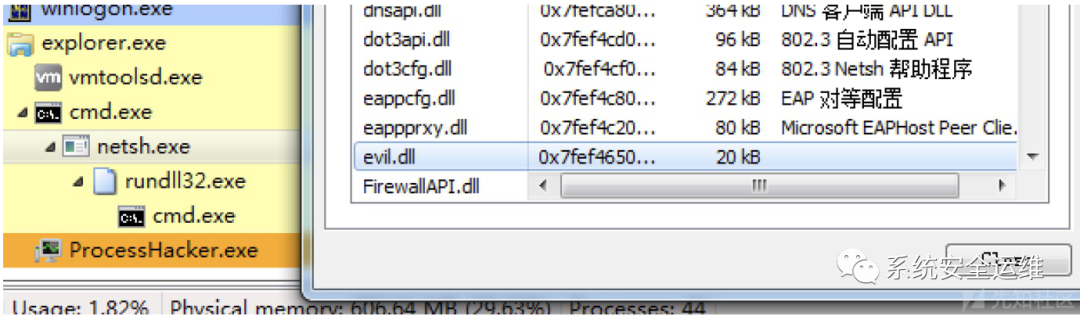 winlogon.exe
explorer.exe
vmtoolsd.exe
cmd.exe
netsh.exe
rundll32.exe
cmd.exe
ProcessHacker.exe
dnsapi.dll 0x7fefca80... 364 kB DNS 客户端 API DLL
dot3api.dll 0x7fef4cd0... 96 kB 802.3 自动配置 API
dot3cfg.dll 0x7fef4cf0... 84 kB 802.3 Netsh 帮助程序
eappcfg.dll 0x7fef4c80... 272 kB EAP 对等配置
eappprxy.dll 0x7fef4c20... 80 kB Microsoft EAPHost Peer Clie.
evil.dll 0x7fef4650... 20 kB
FirewallAPI.dll
Close
系统安全运维
先知社区
Usage: 1.82% Physical memory: 606.64 MB (29.63%) Processes: 44